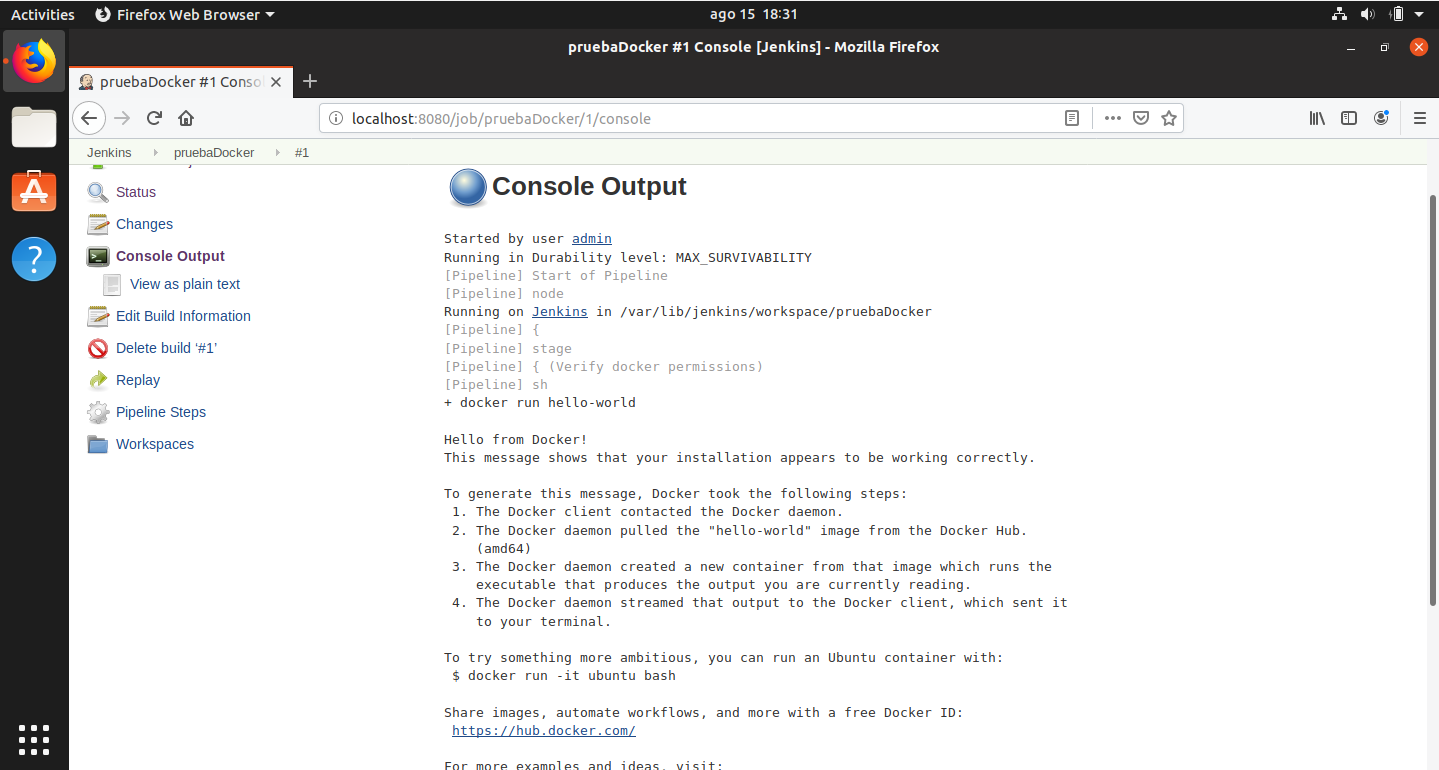 Activities
Firefox Web Browser
ago 15 18:31
pruebaDocker #1 Console [Jenkins] - Mozilla Firefox
pruebaDocker #1 Conso
localhost:8080/job/pruebaDocker/1/console
Jenkins
pruebaDocker
#1
Status
Changes
Console Output
View as plain text
Edit Build Information
Delete build ‘#1’
Replay
Pipeline Steps
Workspaces
Console Output
Started by user admin
Running in Durability level: MAX_SURVIVABILITY
[Pipeline] Start of Pipeline
[Pipeline] node
Running on Jenkins in /var/lib/jenkins/workspace/pruebaDocker
[Pipeline] {
[Pipeline] stage
[Pipeline] { (Verify docker permissions)
[Pipeline] sh
+ docker run hello-world
Hello from Docker!
This message shows that your installation appears to be working correctly.
To generate this message, Docker took the following steps:
1. The Docker client contacted the Docker daemon.
2. The Docker daemon pulled the "hello-world" image from the Docker Hub.
(amd64)
3. The Docker daemon created a new container from that image which runs the
executable that produces the output you are currently reading.
4. The Docker daemon streamed that output to the Docker client, which sent it
to your terminal.
To try something more ambitious, you can run an Ubuntu container with:
$ docker run -it ubuntu bash
Share images, automate workflows, and more with a free Docker ID:
https://hub.docker.com/
For more examples and ideas, visit: